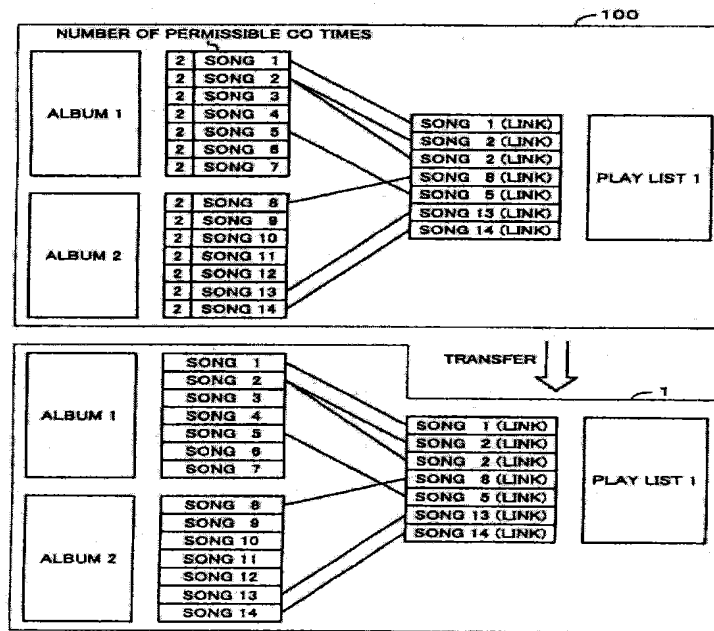 100
NUMBER OF PERMISSIBLE CO TIMES
ALBUM 1
2 SONG 1
2 SONG 2
2 SONG 3
2 SONG 4
2 SONG 5
2 SONG 6
2 SONG 7
ALBUM 2
2 SONG 8
2 SONG 9
2 SONG 10
2 SONG 11
2 SONG 12
2 SONG 13
2 SONG 14
SONG 1 (LINK)
SONG 2 (LINK)
SONG 2 (LINK)
SONG 8 (LINK)
SONG 5 (LINK)
SONG 13 (LINK)
SONG 14 (LINK)
PLAY LIST 1
TRANSFER
1
ALBUM 1
SONG 1
SONG 2
SONG 3
SONG 4
SONG 5
SONG 6
SONG 7
ALBUM 2
SONG 8
SONG 9
SONG 10
SONG 11
SONG 12
SONG 13
SONG 14
SONG 1 (LINK)
SONG 2 (LINK)
SONG 2 (LINK)
SONG 8 (LINK)
SONG 5 (LINK)
SONG 13 (LINK)
SONG 14 (LINK)
PLAY LIST 1